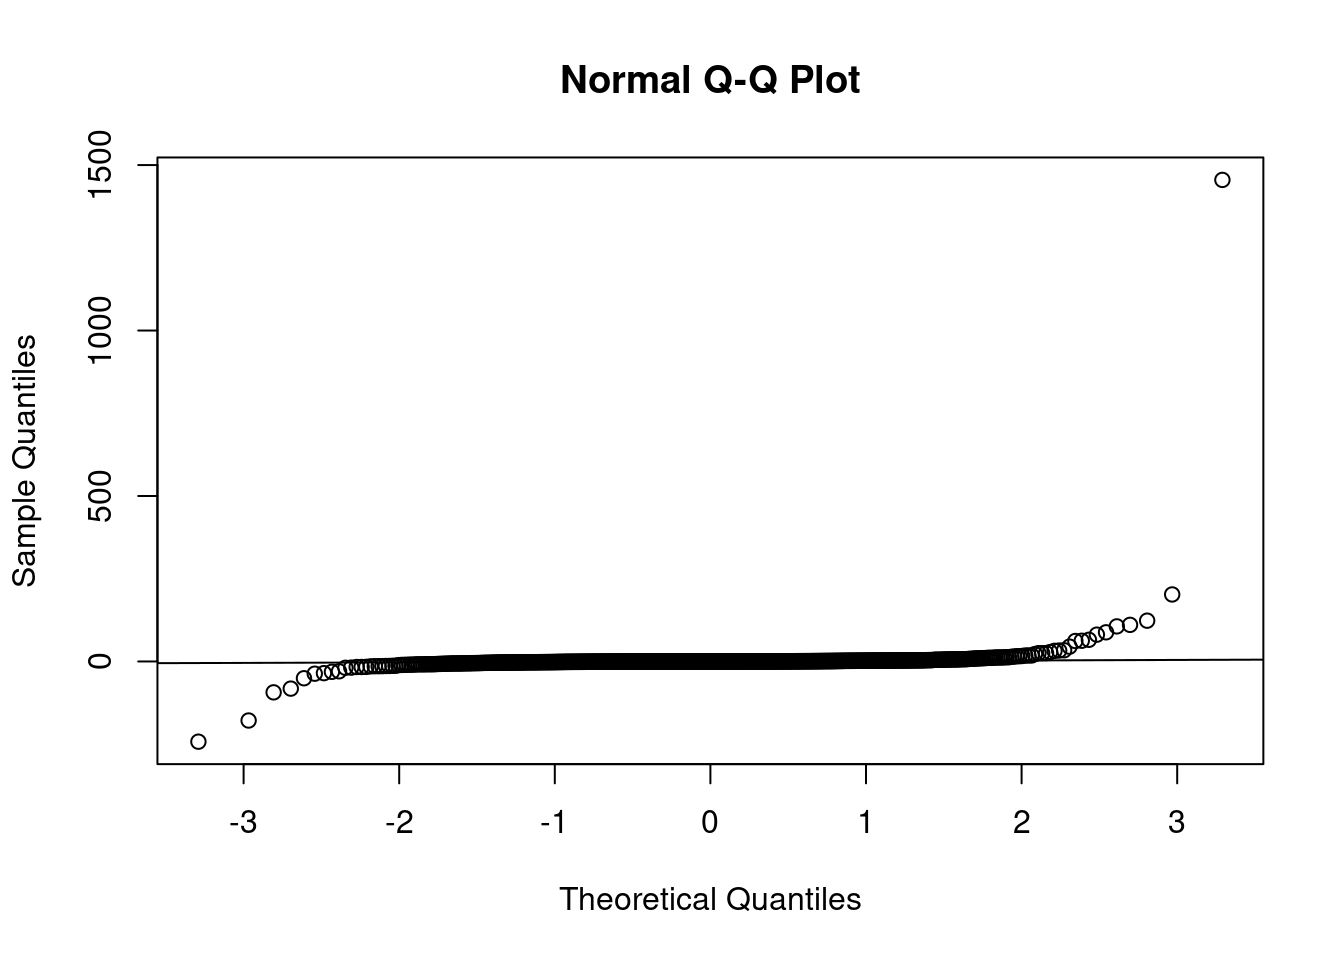 Normal Q-Q Plot
Sample Quantiles
1500
1000
500
0
-3 -2 -1 0 1 2 3
Theoretical Quantiles